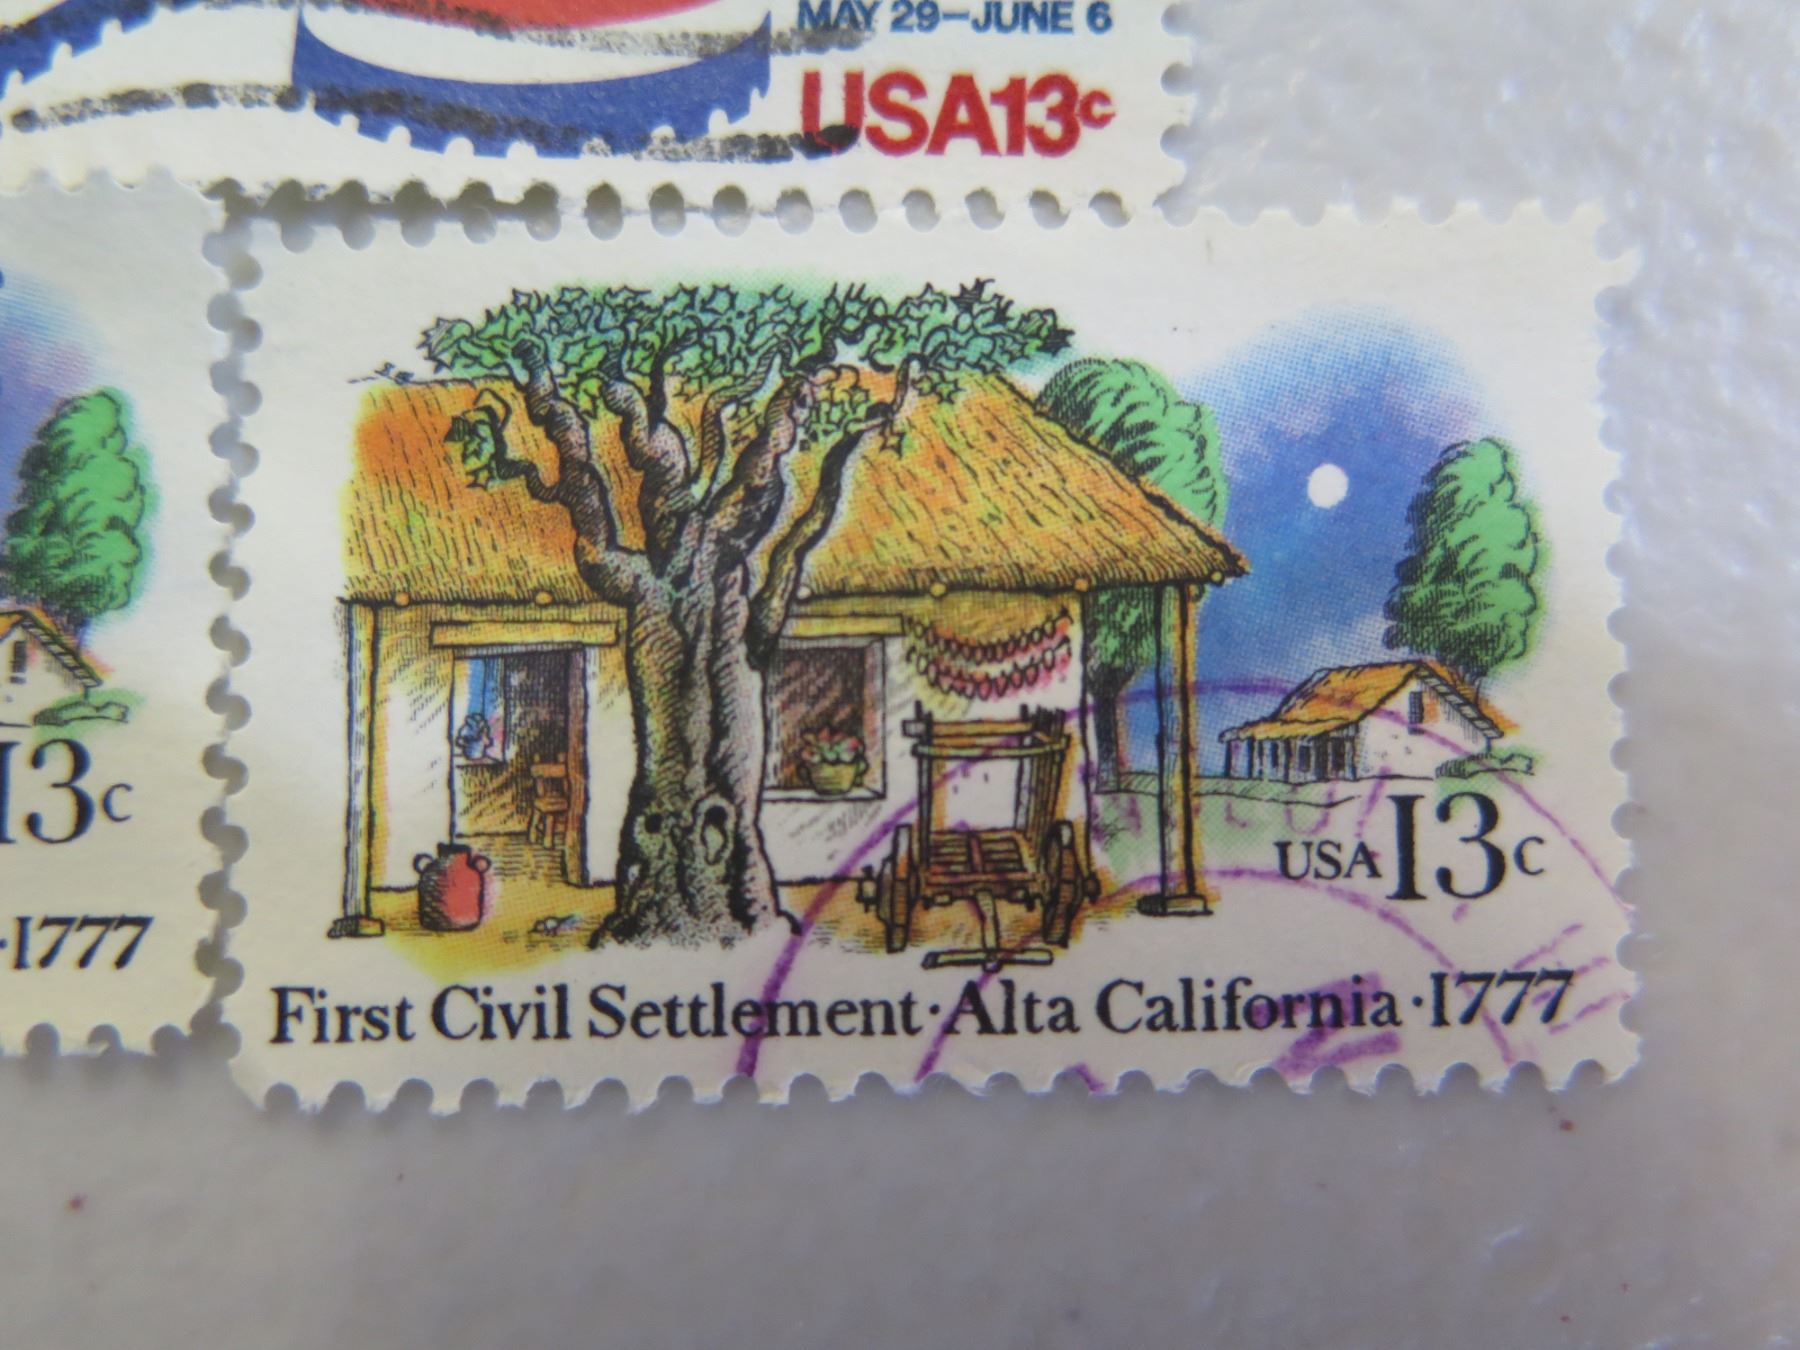 MAY 29–JUNE 6
USA13c
USA 13c
First Civil Settlement · Alta California · 1777
13c
· 1777